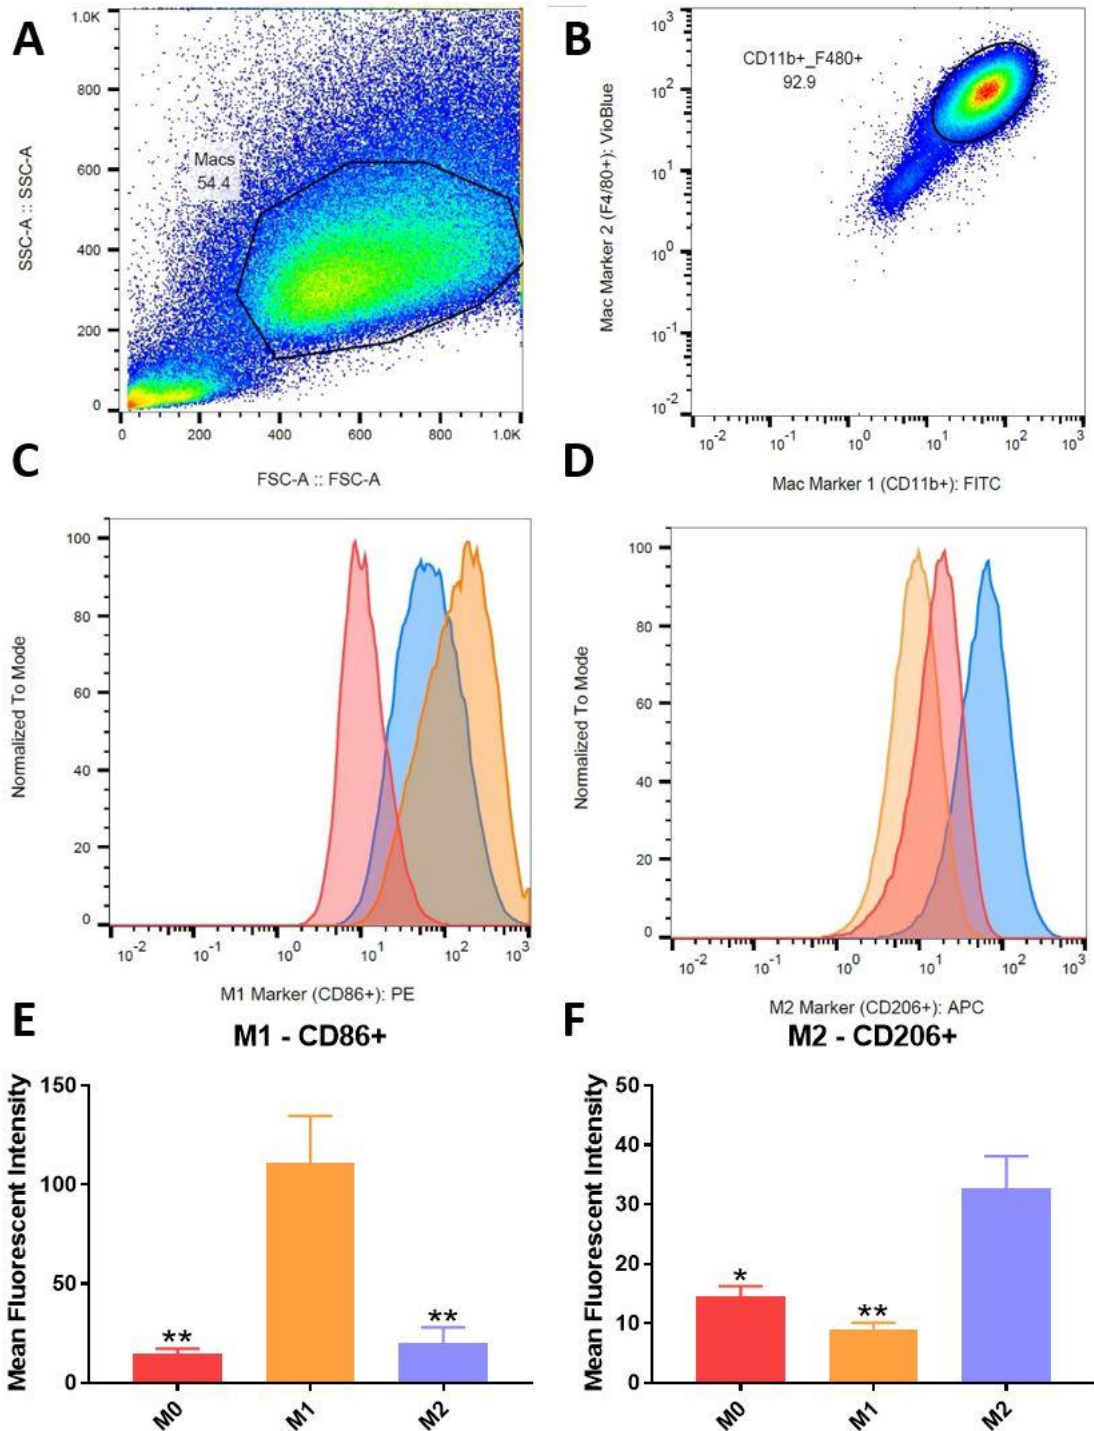 A
1.0K
800
600
400
200
0
SSC-A :: SSC-A
Macs
54.4
0 200 400 600 800 1.0K
FSC-A :: FSC-A
B
10³
10²
10¹
10⁰
10⁻¹
10⁻²
Mac Marker 2 (F4/80+): VioBlue
CD11b+_F480+
92.9
10⁻² 10⁻¹ 10⁰ 10¹ 10² 10³
Mac Marker 1 (CD11b+): FITC
C
100
80
60
40
20
0
Normalized To Mode
10⁻² 10⁻¹ 10⁰ 10¹ 10² 10³
M1 Marker (CD86+): PE
D
100
80
60
40
20
0
Normalized To Mode
10⁻² 10⁻¹ 10⁰ 10¹ 10² 10³
M2 Marker (CD206+): APC
E
M1 - CD86+
150
100
50
0
Mean Fluorescent Intensity
** **
M0 M1 M2
F
M2 - CD206+
50
40
30
20
10
0
Mean Fluorescent Intensity
* **
M0 M1 M2